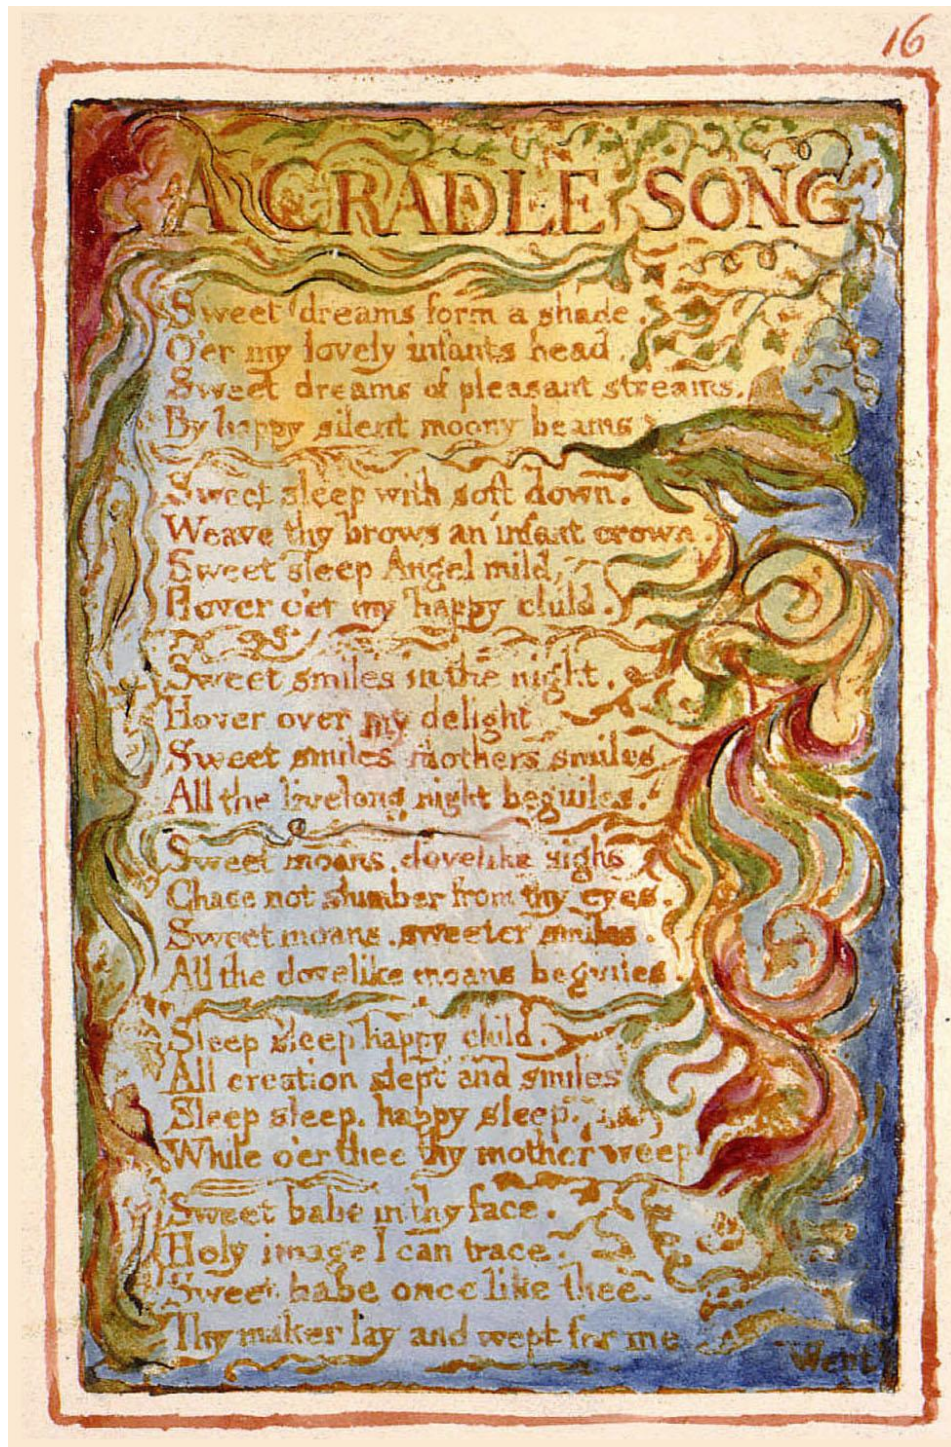 16
A CRADLE SONG
Sweet dreams form a shade.
O'er my lovely infants head.
Sweet dreams of pleasant streams.
By happy silent moony beams
Sweet sleep with soft down.
Weave thy brows an infant crown.
Sweet sleep Angel mild,
Hover o'er my happy child.
Sweet smiles in the night.
Hover over my delight
Sweet smiles mothers smiles
All the livelong night beguiles.
Sweet moans. dovelike sighs
Chase not slumber from thy eyes.
Sweet moans. sweeter smiles.
All the dovelike moans beguiles.
Sleep sleep happy child.
All creation slept and smiles
Sleep sleep. happy sleep.
While o'er thee thy mother weep
Sweet babe in thy face.
Holy image I can trace.
Sweet babe once like thee.
Thy maker lay and wept for me
Wept